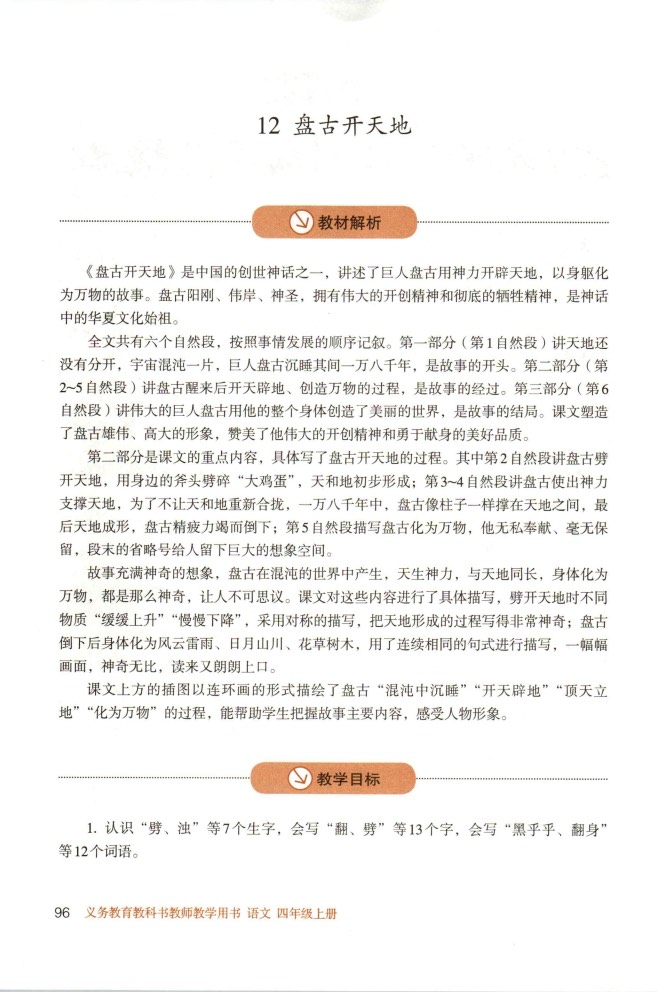 12 盘古开天地
教材解析
《盘古开天地》是中国的创世神话之一，讲述了巨人盘古用神力开辟天地，以身躯化
为万物的故事。盘古阳刚、伟岸、神圣，拥有伟大的开创精神和彻底的牺牲精神，是神话
中的华夏文化始祖。
全文共有六个自然段，按照事情发展的顺序记叙。第一部分（第1自然段）讲天地还
没有分开，宇宙混沌一片，巨人盘古沉睡其间一万八千年，是故事的开头。第二部分（第
2~5自然段）讲盘古醒来后开天辟地、创造万物的过程，是故事的经过。第三部分（第6
自然段）讲伟大的巨人盘古用他的整个身体创造了美丽的世界，是故事的结局。课文塑造
了盘古雄伟、高大的形象，赞美了他伟大的开创精神和勇于献身的美好品质。
第二部分是课文的重点内容，具体写了盘古开天地的过程。其中第2自然段讲盘古劈
开天地，用身边的斧头劈碎“大鸡蛋”，天和地初步形成；第3~4自然段讲盘古使出神力
支撑天地，为了不让天和地重新合拢，一万八千年中，盘古像柱子一样撑在天地之间，最
后天地成形，盘古精疲力竭而倒下；第5自然段描写盘古化为万物，他无私奉献、毫无保
留，段末的省略号给人留下巨大的想象空间。
故事充满神奇的想象，盘古在混沌的世界中产生，天生神力，与天地同长，身体化为
万物，都是那么神奇，让人不可思议。课文对这些内容进行了具体描写，劈开天地时不同
物质“缓缓上升”“慢慢下降”，采用对称的描写，把天地形成的过程写得非常神奇；盘古
倒下后身体化为风云雷雨、日月山川、花草树木，用了连续相同的句式进行描写，一幅幅
画面，神奇无比，读来又朗朗上口。
课文上方的插图以连环画的形式描绘了盘古“混沌中沉睡”“开天辟地”“顶天立
地”“化为万物”的过程，能帮助学生把握故事主要内容，感受人物形象。
教学目标
1. 认识“劈、浊”等7个生字，会写“翻、劈”等13个字，会写“黑乎乎、翻身”
等12个词语。
96 义务教育教科书教师教学用书 语文 四年级上册